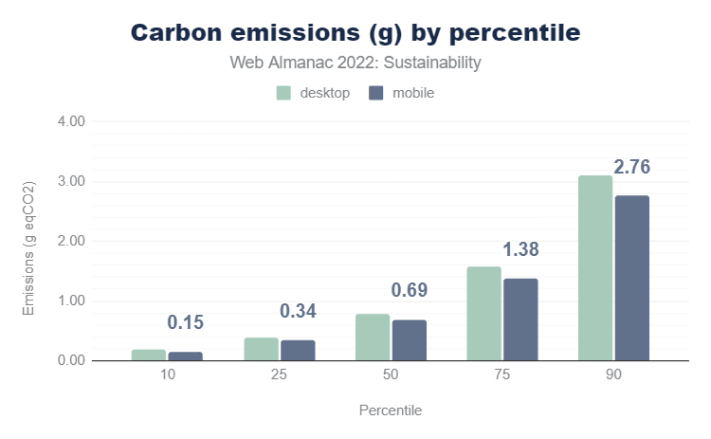 Carbon emissions (g) by percentile
Web Almanac 2022: Sustainability
desktop mobile
Emissions (g eqCO2)
4.00
3.00
2.00
1.00
0.00
0.15
0.34
0.69
1.38
2.76
10 25 50 75 90
Percentile